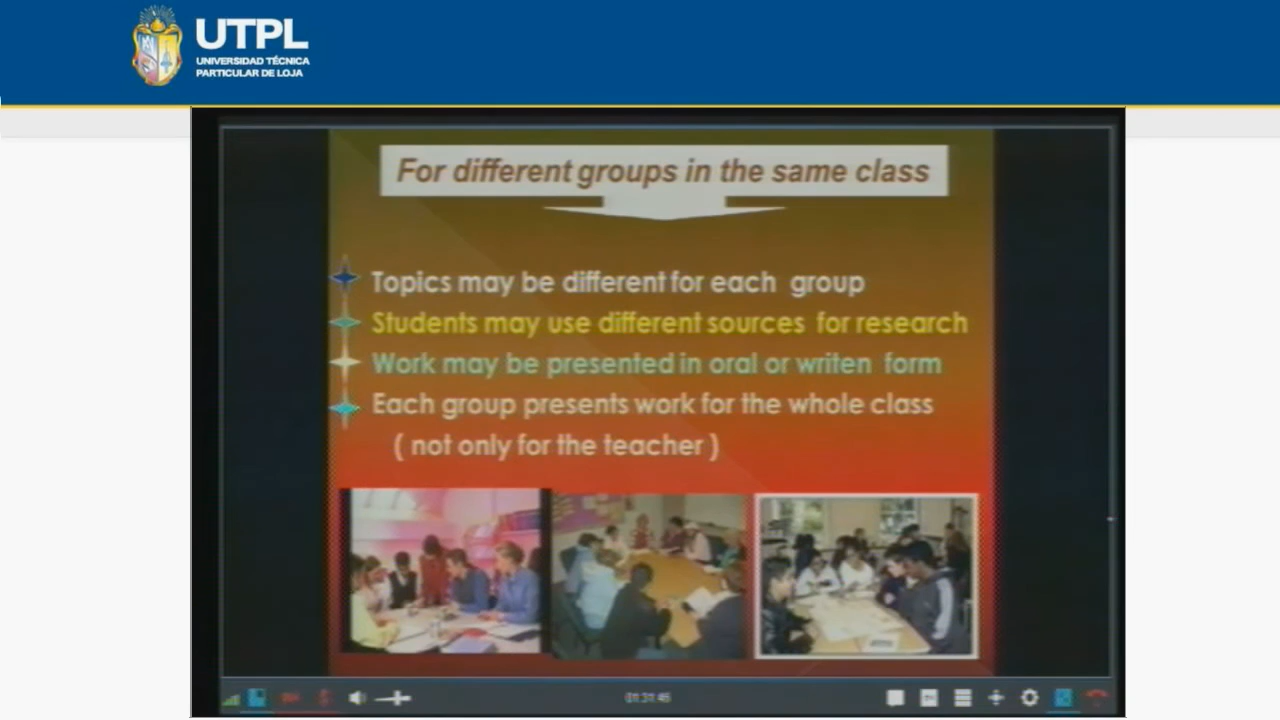 UTPL
UNIVERSIDAD TÉCNICA
PARTICULAR DE LOJA
For different groups in the same class
Topics may be different for each group
Students may use different sources for research
Work may be presented in oral or writen form
Each group presents work for the whole class
( not only for the teacher )
01:31:45